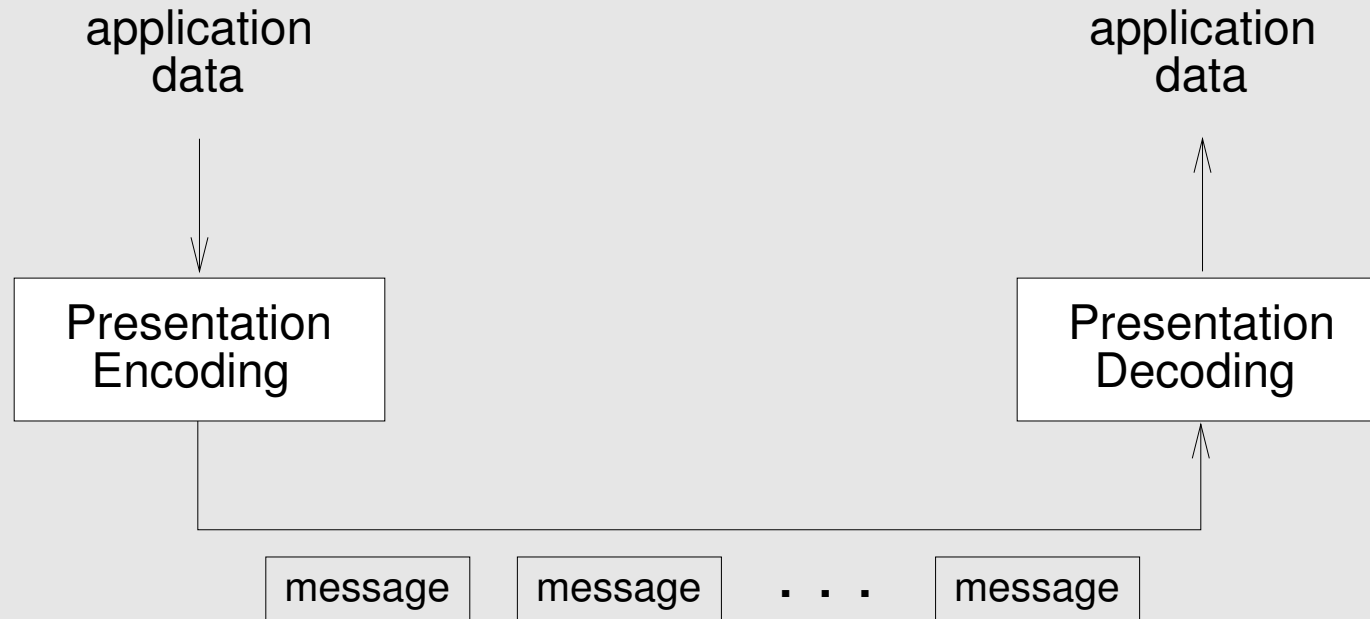 application
data
application
data
Presentation
Encoding
Presentation
Decoding
message
message
. . .
message